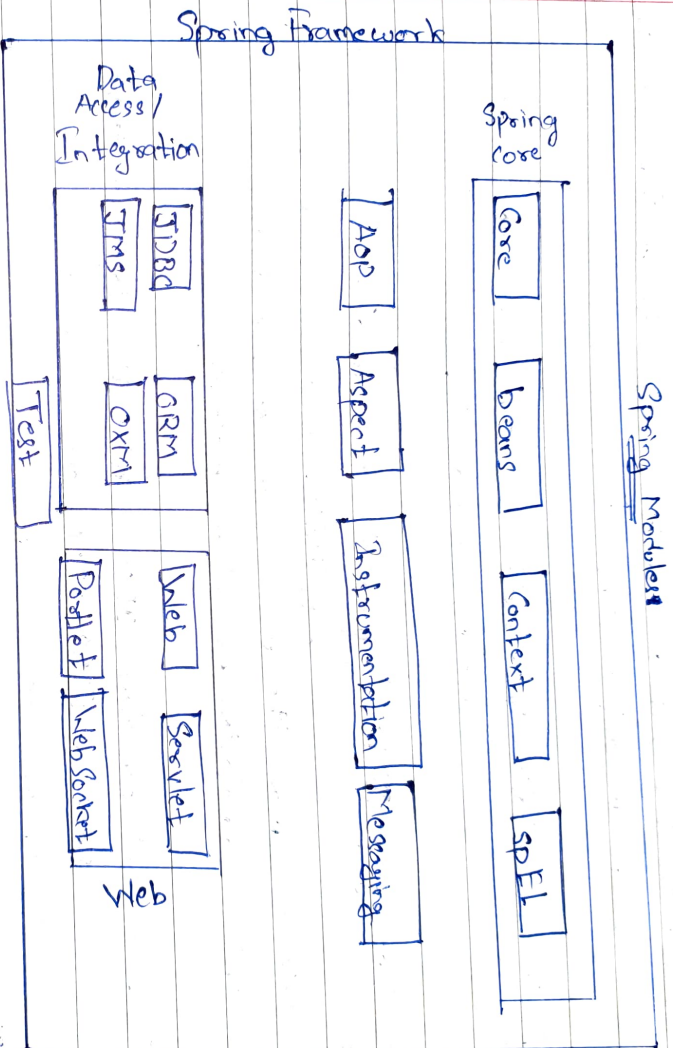 Spring Modules
Spring Framework
Spring
Core
Core
beans
Context
SpEL
Aop
Aspect
Instrumentation
Messaging
Data
Access/
Integration
JDBC
ORM
JMS
OXM
Web
Servlet
Portlet
WebSocket
Web
Test